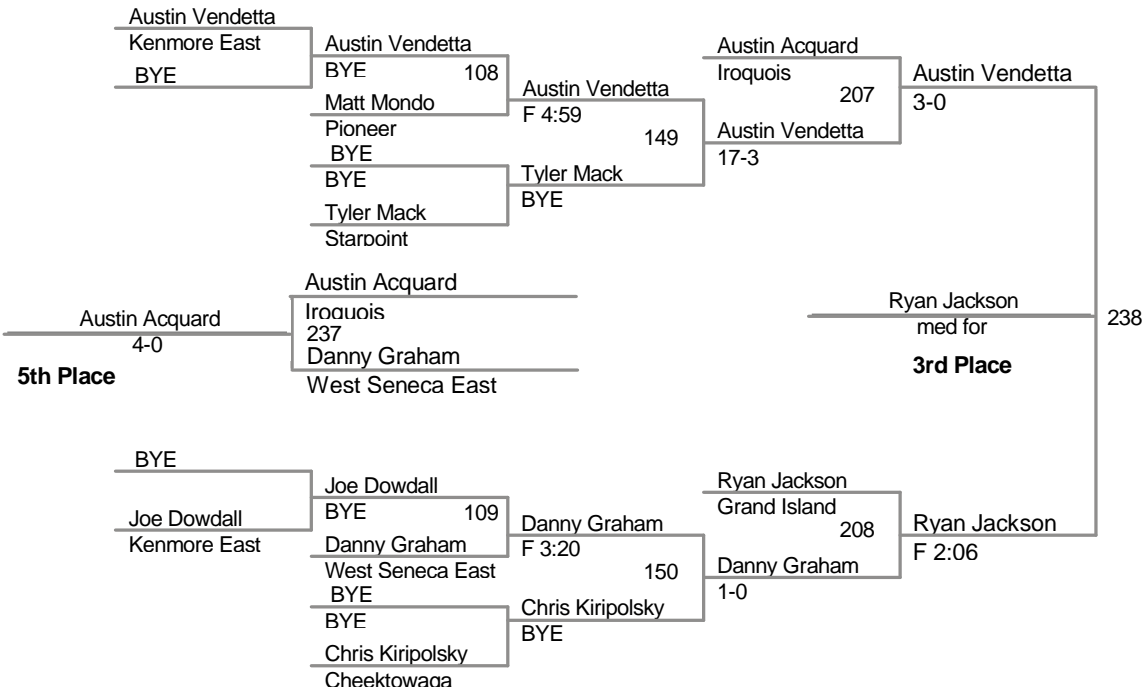 Austin Vendetta
Kenmore East
BYE
Austin Vendetta
BYE
108
Matt Mondo
Pioneer
BYE
BYE
Tyler Mack
Starpoint
Austin Vendetta
F 4:59
149
Tyler Mack
BYE
Austin Acquard
Iroquois
207
Austin Vendetta
17-3
Austin Vendetta
3-0
Austin Acquard
4-0
5th Place
Austin Acquard
Iroquois
237
Danny Graham
West Seneca East
Ryan Jackson
med for
3rd Place
238
BYE
Joe Dowdall
Kenmore East
Joe Dowdall
BYE
109
Danny Graham
West Seneca East
BYE
BYE
Chris Kiripolsky
Cheektowaga
Danny Graham
F 3:20
150
Chris Kiripolsky
BYE
Ryan Jackson
Grand Island
208
Danny Graham
1-0
Ryan Jackson
F 2:06